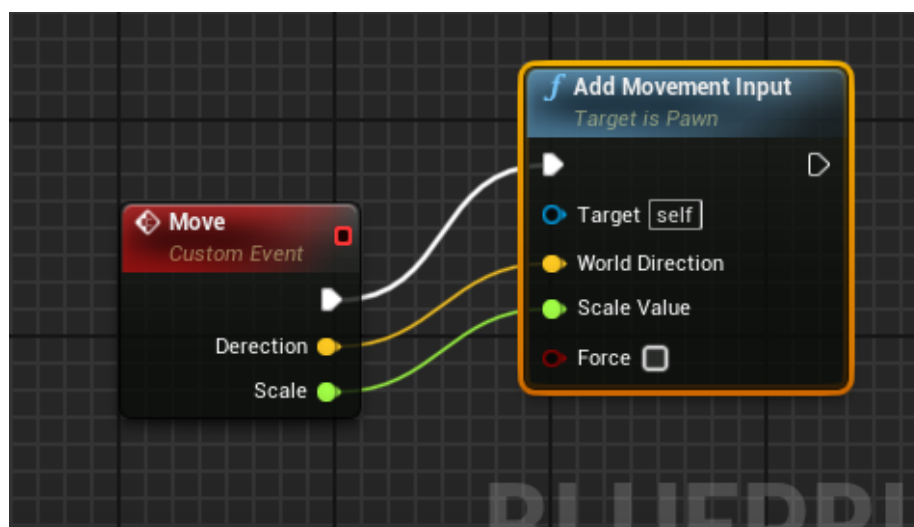 Add Movement Input
Target is Pawn
Target self
World Direction
Scale Value
Force
Move
Custom Event
Derection
Scale